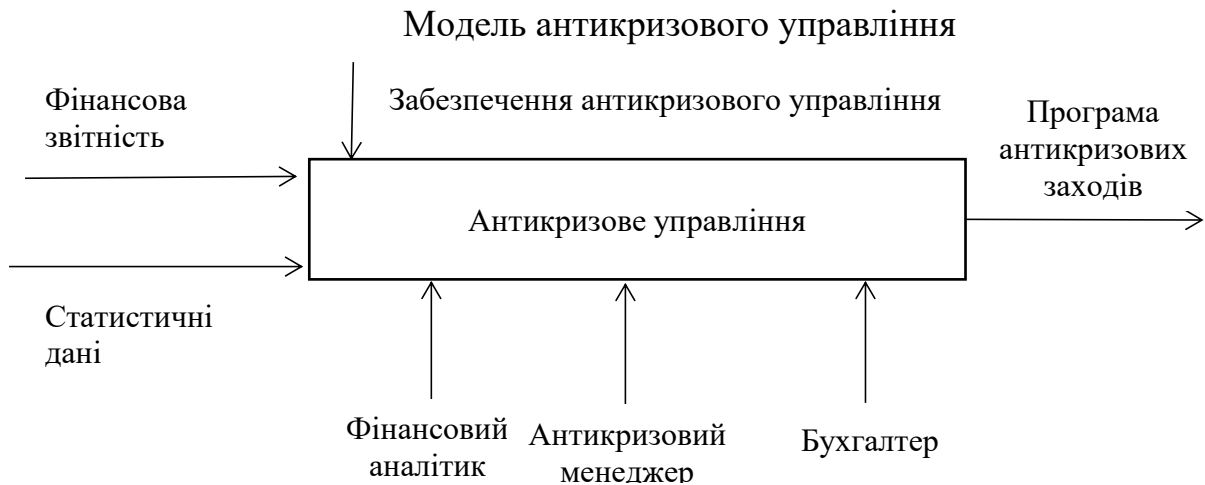 Модель антикризового управління
Фінансова
звітність
Забезпечення антикризового управління
Програма
антикризових
заходів
Антикризове управління
Статистичні
дані
Фінансовий
аналітик
Антикризовий
менеджер
Бухгалтер